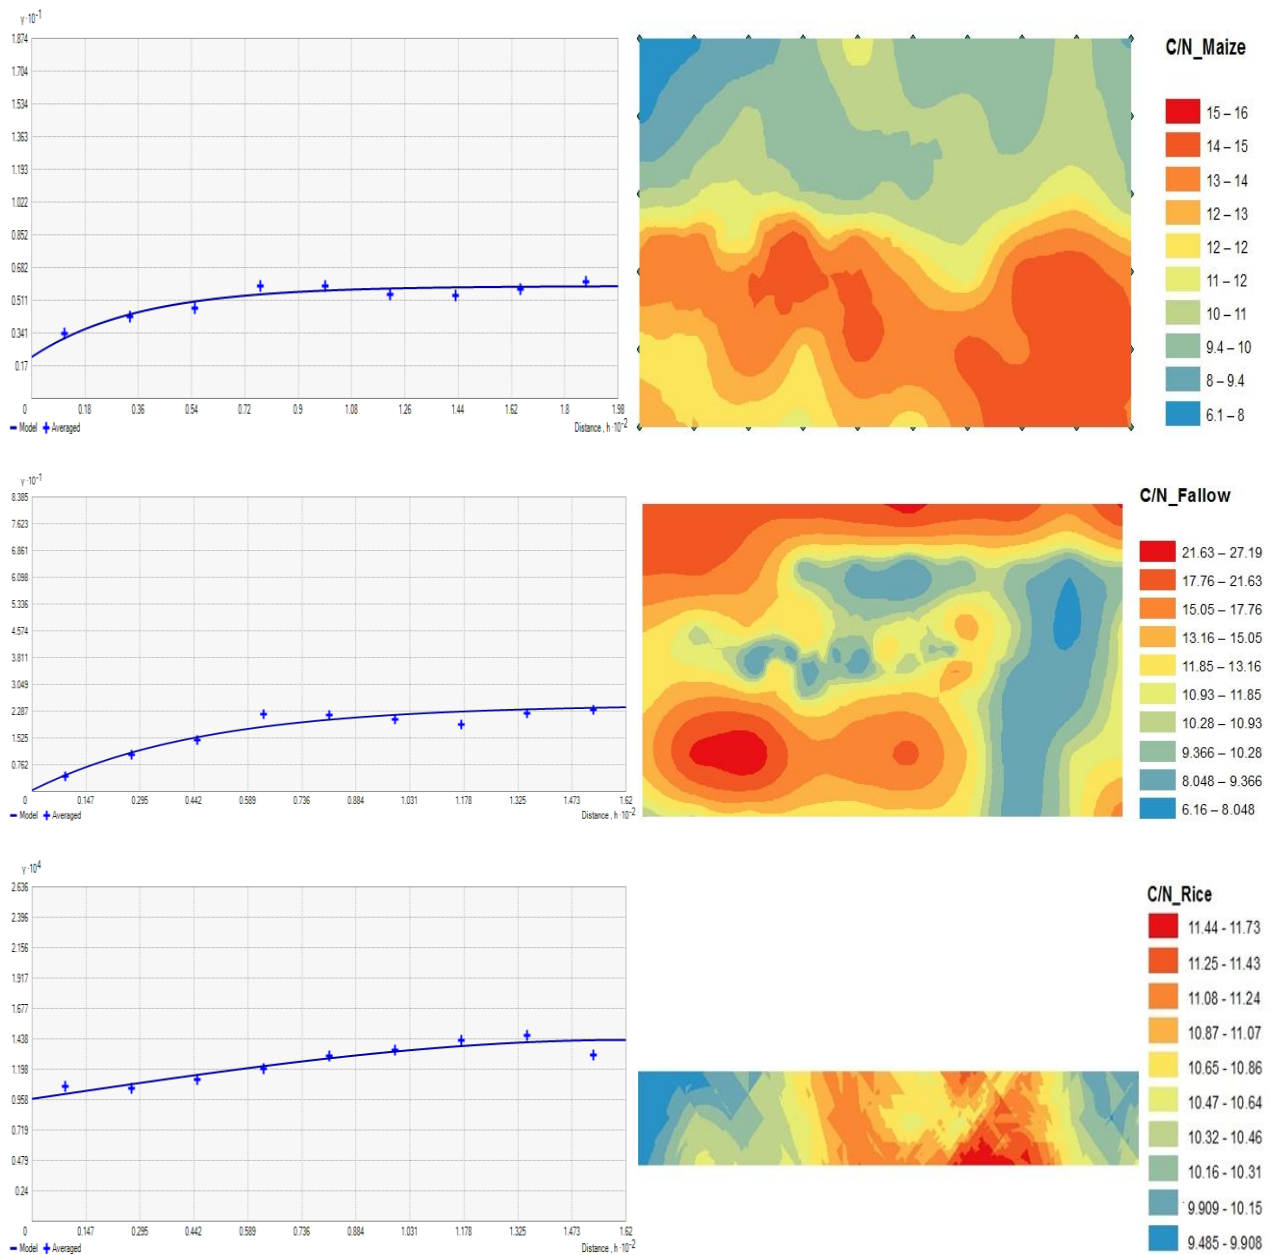 γ ·10⁻¹
1.874
1.704
1.534
1.363
1.193
1.022
0.852
0.682
0.511
0.341
0.17
0 0.18 0.36 0.54 0.72 0.9 1.08 1.26 1.44 1.62 1.8 1.98
Model Averaged Distance , h ·10⁻²
C/N_Maize
15 – 16
14 – 15
13 – 14
12 – 13
12 – 12
11 – 12
10 – 11
9.4 – 10
8 – 9.4
6.1 – 8
γ ·10⁻¹
8.385
7.623
6.861
6.098
5.336
4.574
3.811
3.049
2.287
1.525
0.762
0 0.147 0.295 0.442 0.589 0.736 0.884 1.031 1.178 1.325 1.473 1.62
Model Averaged Distance , h ·10⁻²
C/N_Fallow
21.63 – 27.19
17.76 – 21.63
15.05 – 17.76
13.16 – 15.05
11.85 – 13.16
10.93 – 11.85
10.28 – 10.93
9.366 – 10.28
8.048 – 9.366
6.16 – 8.048
γ ·10⁴
2.636
2.396
2.156
1.917
1.677
1.438
1.198
0.958
0.719
0.479
0.24
0 0.147 0.295 0.442 0.589 0.736 0.884 1.031 1.178 1.325 1.473 1.62
Model Averaged Distance , h ·10⁻²
C/N_Rice
11.44 - 11.73
11.25 - 11.43
11.08 - 11.24
10.87 - 11.07
10.65 - 10.86
10.47 - 10.64
10.32 - 10.46
10.16 - 10.31
9.909 - 10.15
9.485 - 9.908